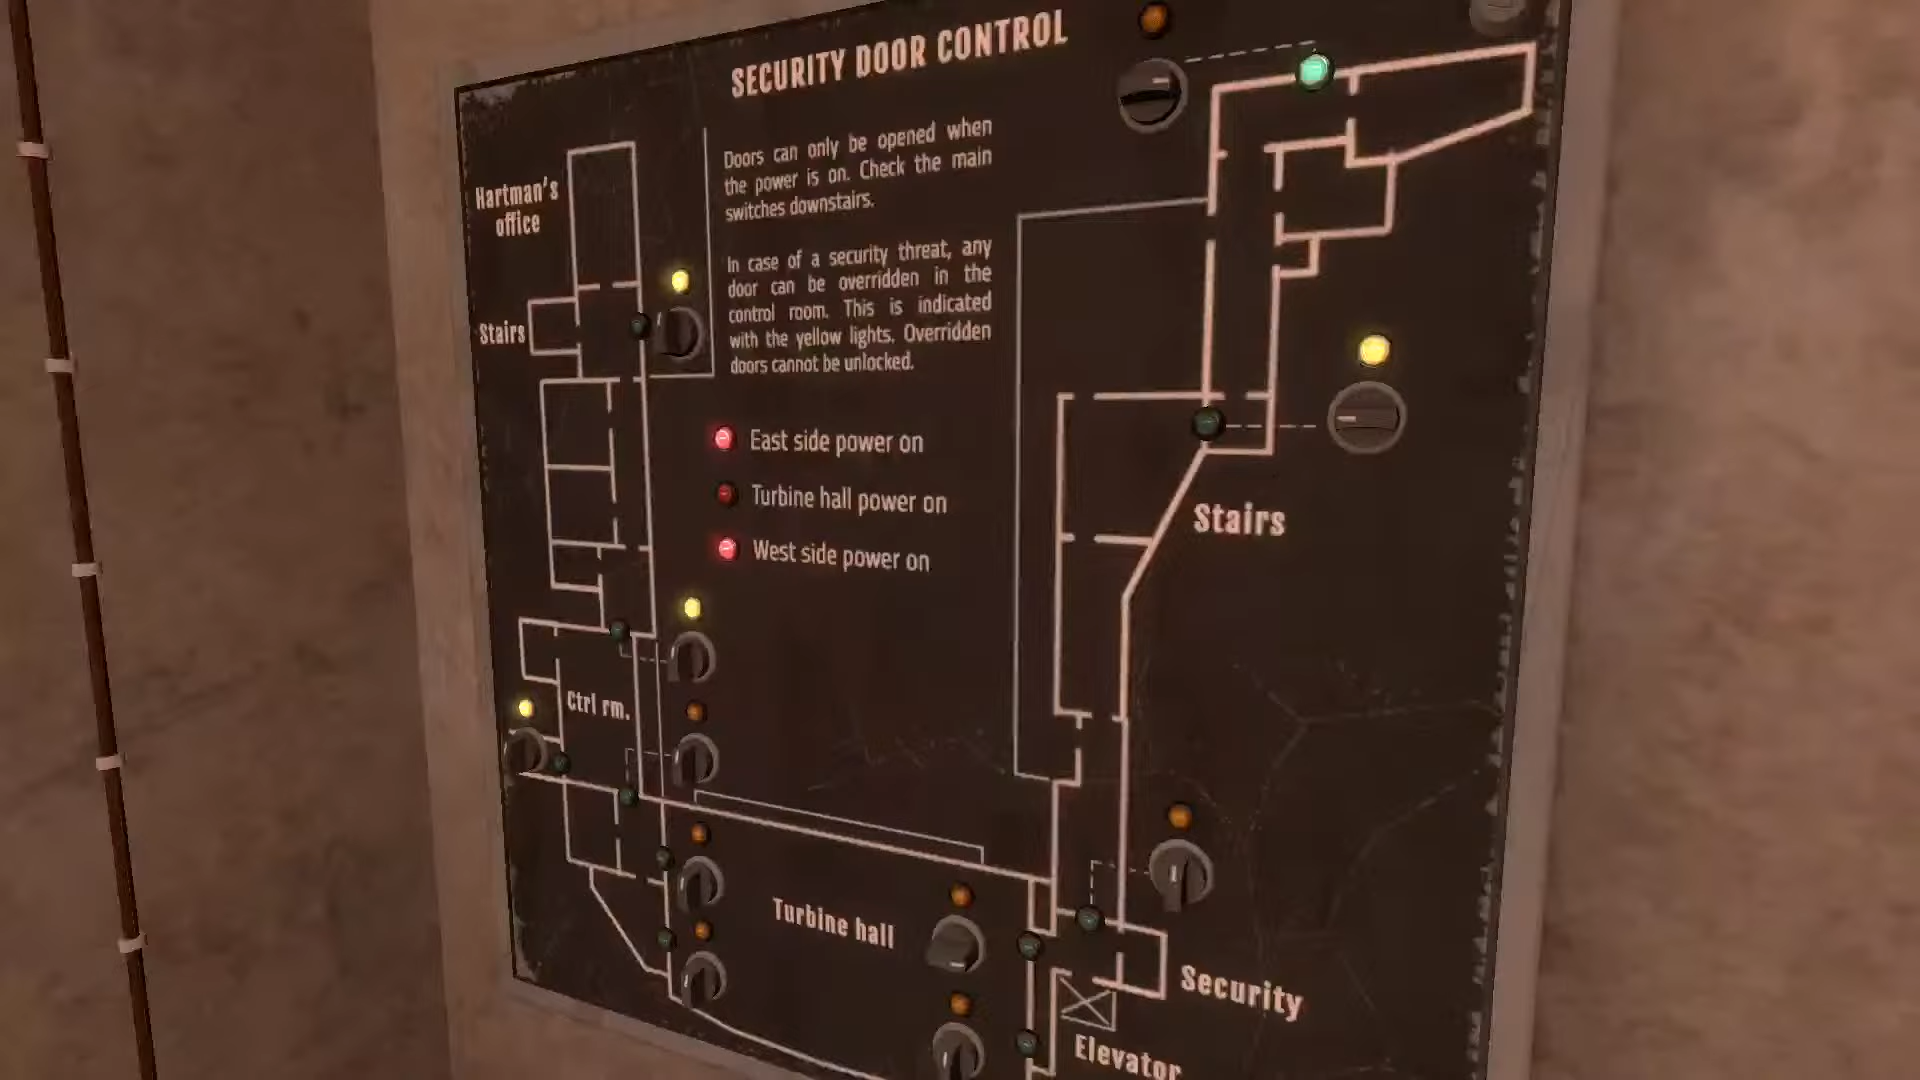 SECURITY DOOR CONTROL
Doors can only be opened when
the power is on. Check the main
switches downstairs.
In case of a security threat, any
door can be overridden in the
control room. This is indicated
with the yellow lights. Overridden
doors cannot be unlocked.
Hartman's
office
Stairs
East side power on
Turbine hall power on
West side power on
Stairs
Ctrl rm.
Turbine hall
Security
Elevator